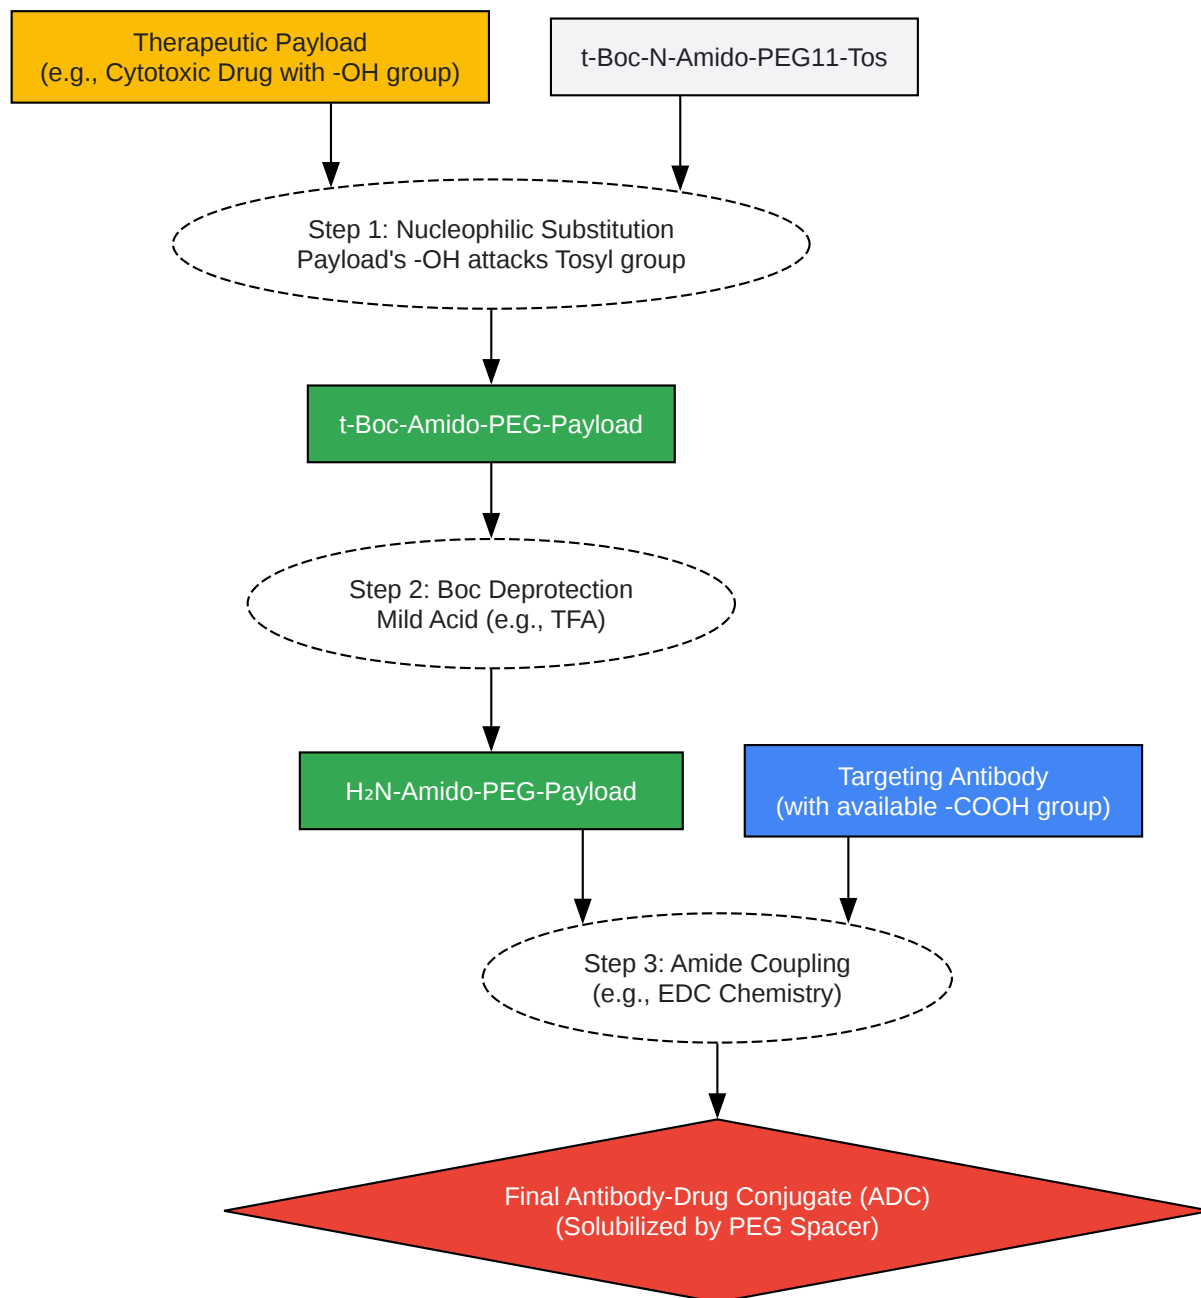 Therapeutic Payload
(e.g., Cytotoxic Drug with -OH group)
t-Boc-N-Amido-PEG11-Tos
Step 1: Nucleophilic Substitution
Payload's -OH attacks Tosyl group
t-Boc-Amido-PEG-Payload
Step 2: Boc Deprotection
Mild Acid (e.g., TFA)
H₂N-Amido-PEG-Payload
Targeting Antibody
(with available -COOH group)
Step 3: Amide Coupling
(e.g., EDC Chemistry)
Final Antibody-Drug Conjugate (ADC)
(Solubilized by PEG Spacer)